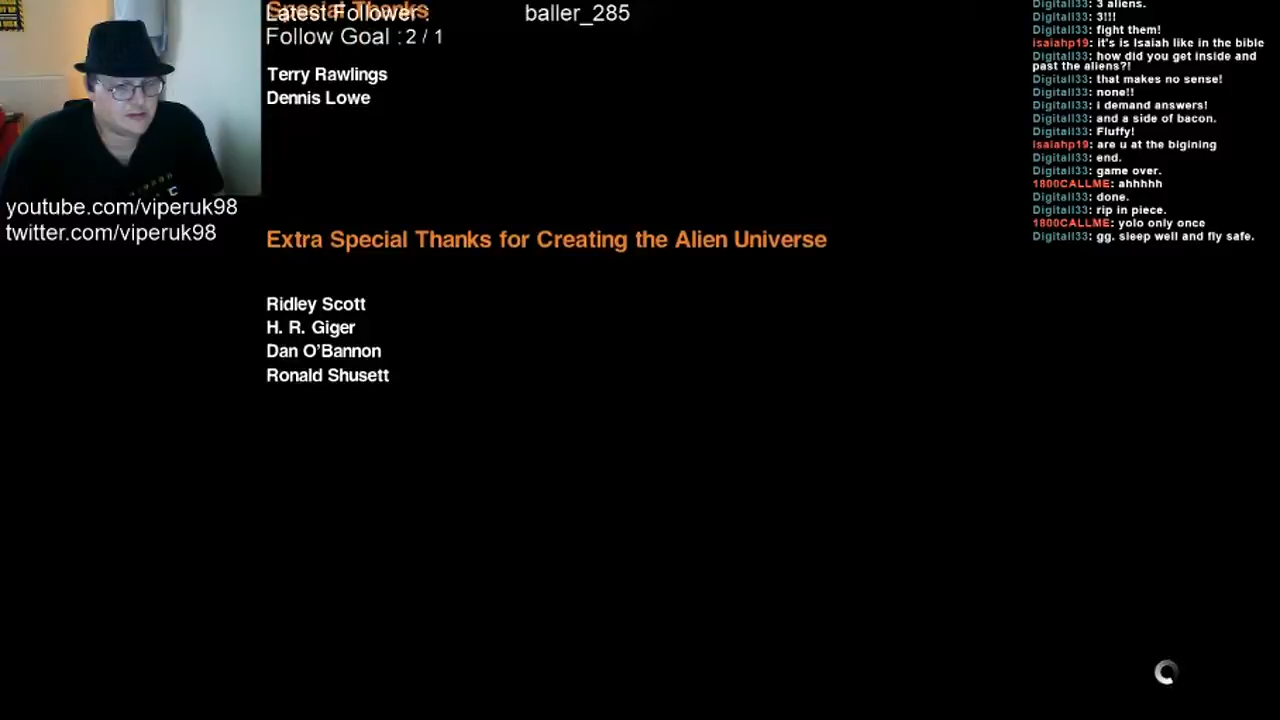 Special Thanks
Latest Follower : baller_285
Follow Goal : 2 / 1
Terry Rawlings
Dennis Lowe
youtube.com/viperuk98
twitter.com/viperuk98
Extra Special Thanks for Creating the Alien Universe
Ridley Scott
H. R. Giger
Dan O'Bannon
Ronald Shusett
Digitall33: 3 aliens.
Digitall33: 3!!!
Digitall33: fight them!
isaiahp19: it's is Isaiah like in the bible
Digitall33: how did you get inside and
past the aliens?!
Digitall33: that makes no sense!
Digitall33: none!!
Digitall33: i demand answers!
Digitall33: and a side of bacon.
Digitall33: Fluffy!
isaiahp19: are u at the bigining
Digitall33: end.
Digitall33: game over.
1800CALLME: ahhhhh
Digitall33: done.
Digitall33: rip in piece.
1800CALLME: yolo only once
Digitall33: gg. sleep well and fly safe.